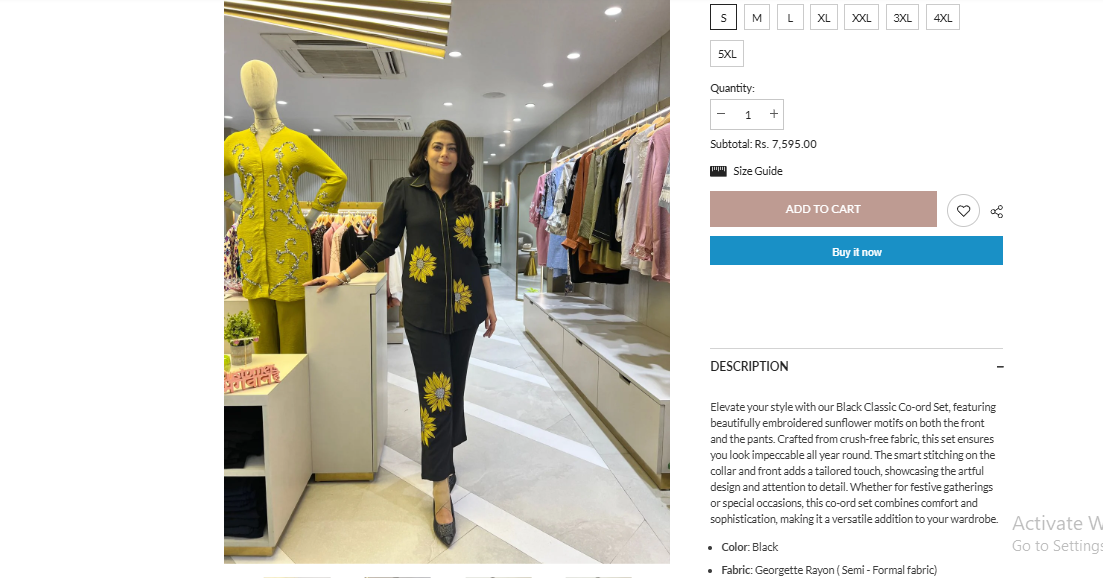 S M L XL XXL 3XL 4XL
5XL
Quantity:
− 1 +
Subtotal: Rs. 7,595.00
Size Guide
ADD TO CART
Buy it now
DESCRIPTION
Elevate your style with our Black Classic Co-ord Set, featuring
beautifully embroidered sunflower motifs on both the front
and the pants. Crafted from crush-free fabric, this set ensures
you look impeccable all year round. The smart stitching on the
collar and front adds a tailored touch, showcasing the artful
design and attention to detail. Whether for festive gatherings
or special occasions, this co-ord set combines comfort and
sophistication, making it a versatile addition to your wardrobe.
Color: Black
Fabric: Georgette Rayon ( Semi - Formal fabric)
Activate W
Go to Settings